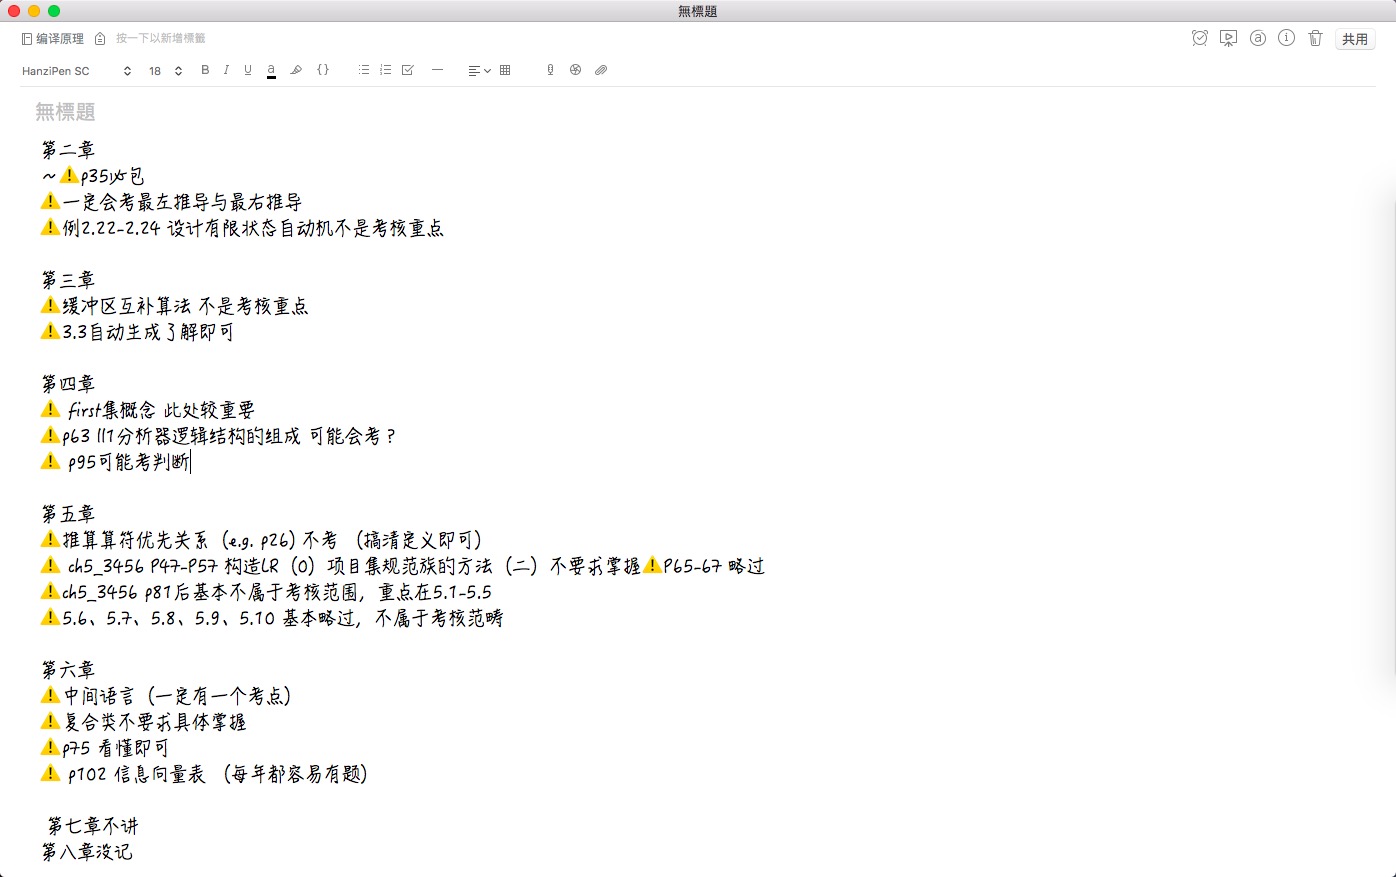 無標題
编译原理 按一下以新增標籤
共用
HanziPen SC 18 B I U a {}
無標題
第二章
~⚠️p35必包
⚠️一定会考最左推导与最右推导
⚠️例2.22-2.24 设计有限状态自动机不是考核重点
第三章
⚠️缓冲区互补算法 不是考核重点
⚠️3.3自动生成了解即可
第四章
⚠️ first集概念 此处较重要
⚠️p63 ll1分析器逻辑结构的组成 可能会考？
⚠️ p95可能考判断
第五章
⚠️推算算符优先关系（e.g. p26) 不考 （搞清定义即可）
⚠️ ch5_3456 P47-P57 构造LR（0）项目集规范族的方法（二）不要求掌握⚠️P65-67 略过
⚠️ch5_3456 p81后基本不属于考核范围，重点在5.1-5.5
⚠️5.6、5.7、5.8、5.9、5.10 基本略过，不属于考核范畴
第六章
⚠️中间语言（一定有一个考点）
⚠️复合类不要求具体掌握
⚠️p75 看懂即可
⚠️ p102 信息向量表 （每年都容易有题）
第七章不讲
第八章没记